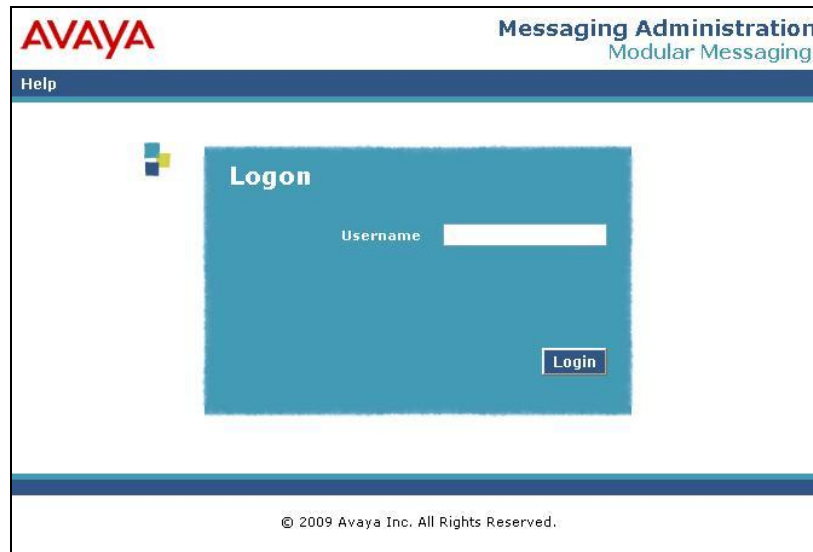 AVAYA
Messaging Administration
Modular Messaging
Help
Logon
Username
Login
© 2009 Avaya Inc. All Rights Reserved.